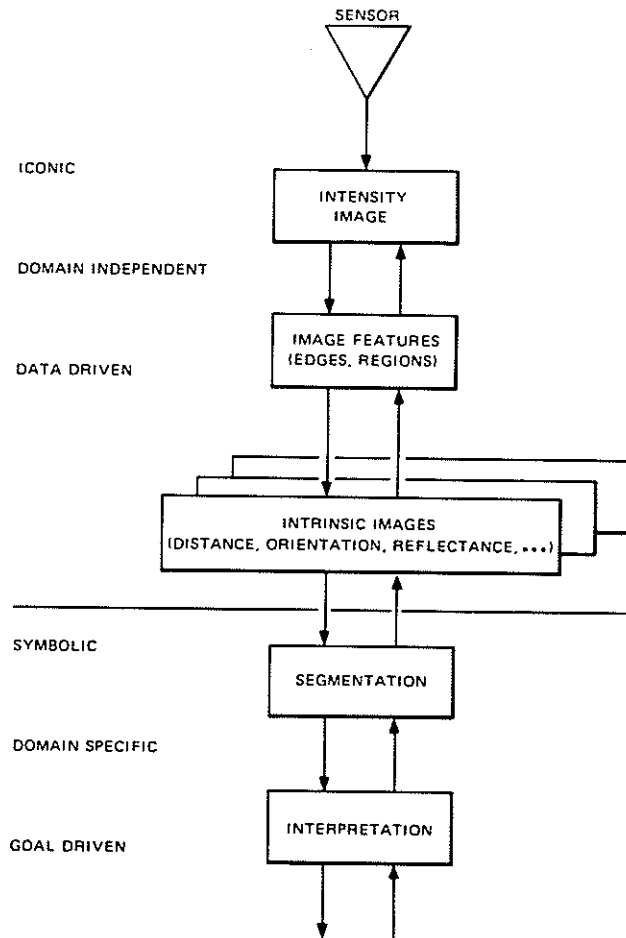 SENSOR
ICONIC
INTENSITY
IMAGE
DOMAIN INDEPENDENT
IMAGE FEATURES
(EDGES, REGIONS)
DATA DRIVEN
INTRINSIC IMAGES
(DISTANCE, ORIENTATION, REFLECTANCE, •••)
SYMBOLIC
SEGMENTATION
DOMAIN SPECIFIC
INTERPRETATION
GOAL DRIVEN